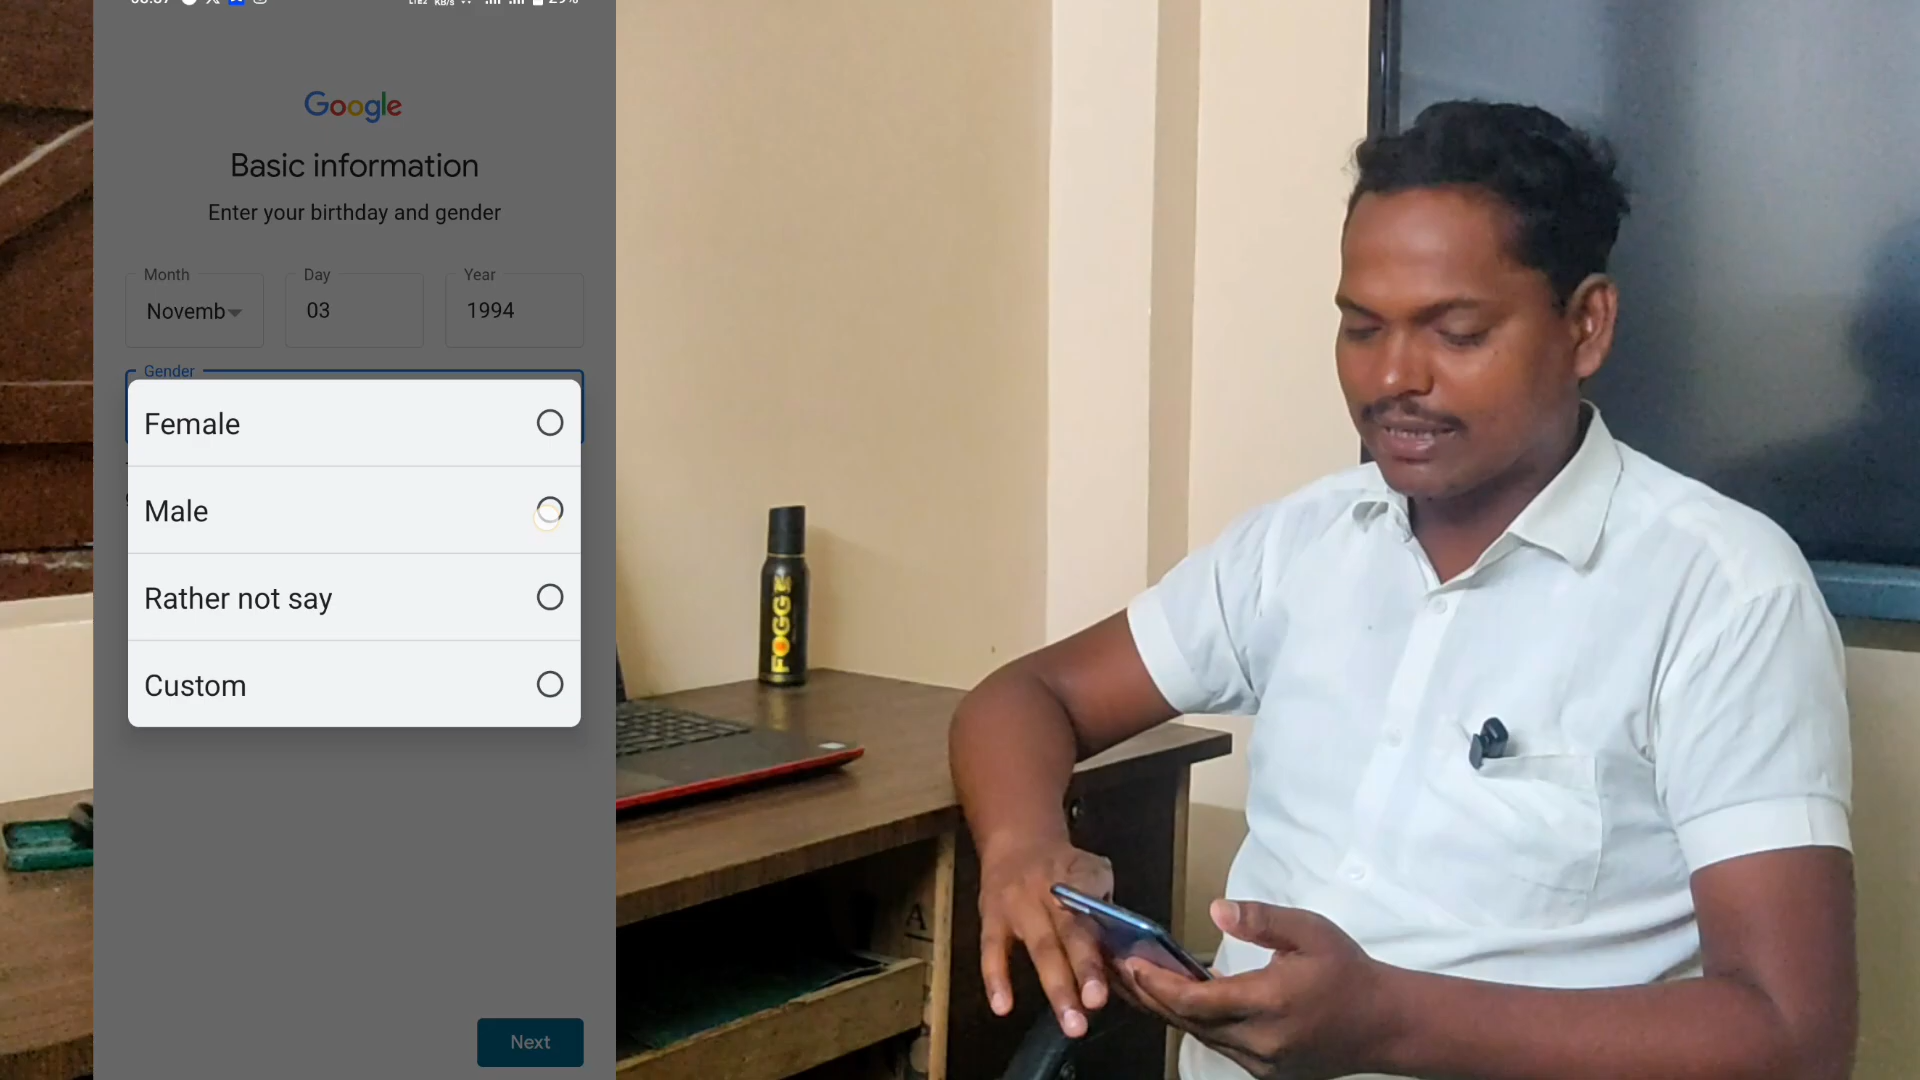 29%
Google
Basic information
Enter your birthday and gender
Month
Day
Year
Novemb
03
1994
Gender
Female
Male
Rather not say
Custom
Next
FOGG
A